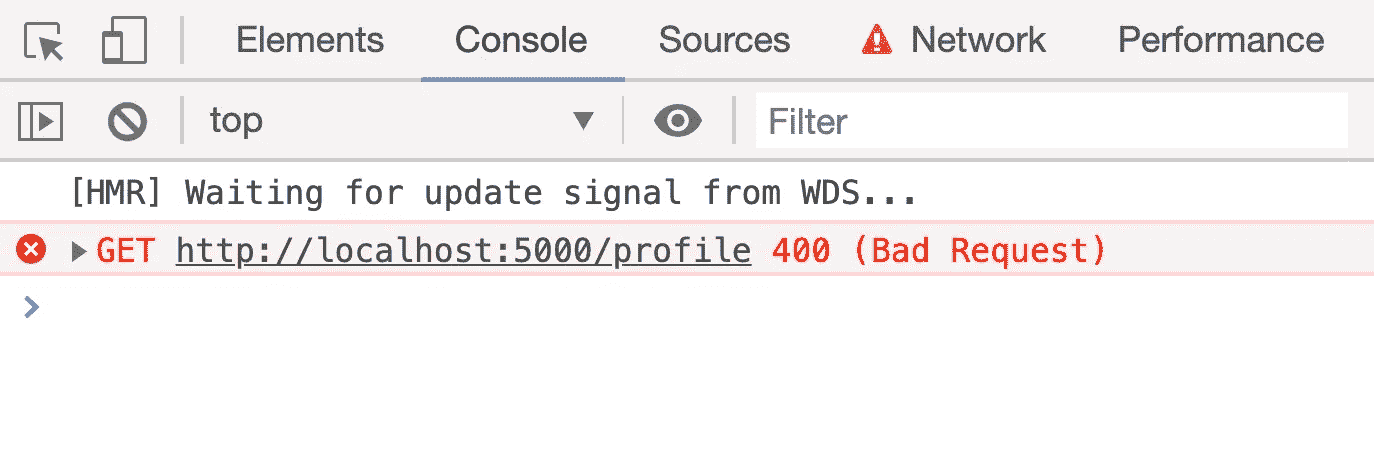 Elements Console Sources Network Performance
top Filter
[HMR] Waiting for update signal from WDS...
GET http://localhost:5000/profile 400 (Bad Request)